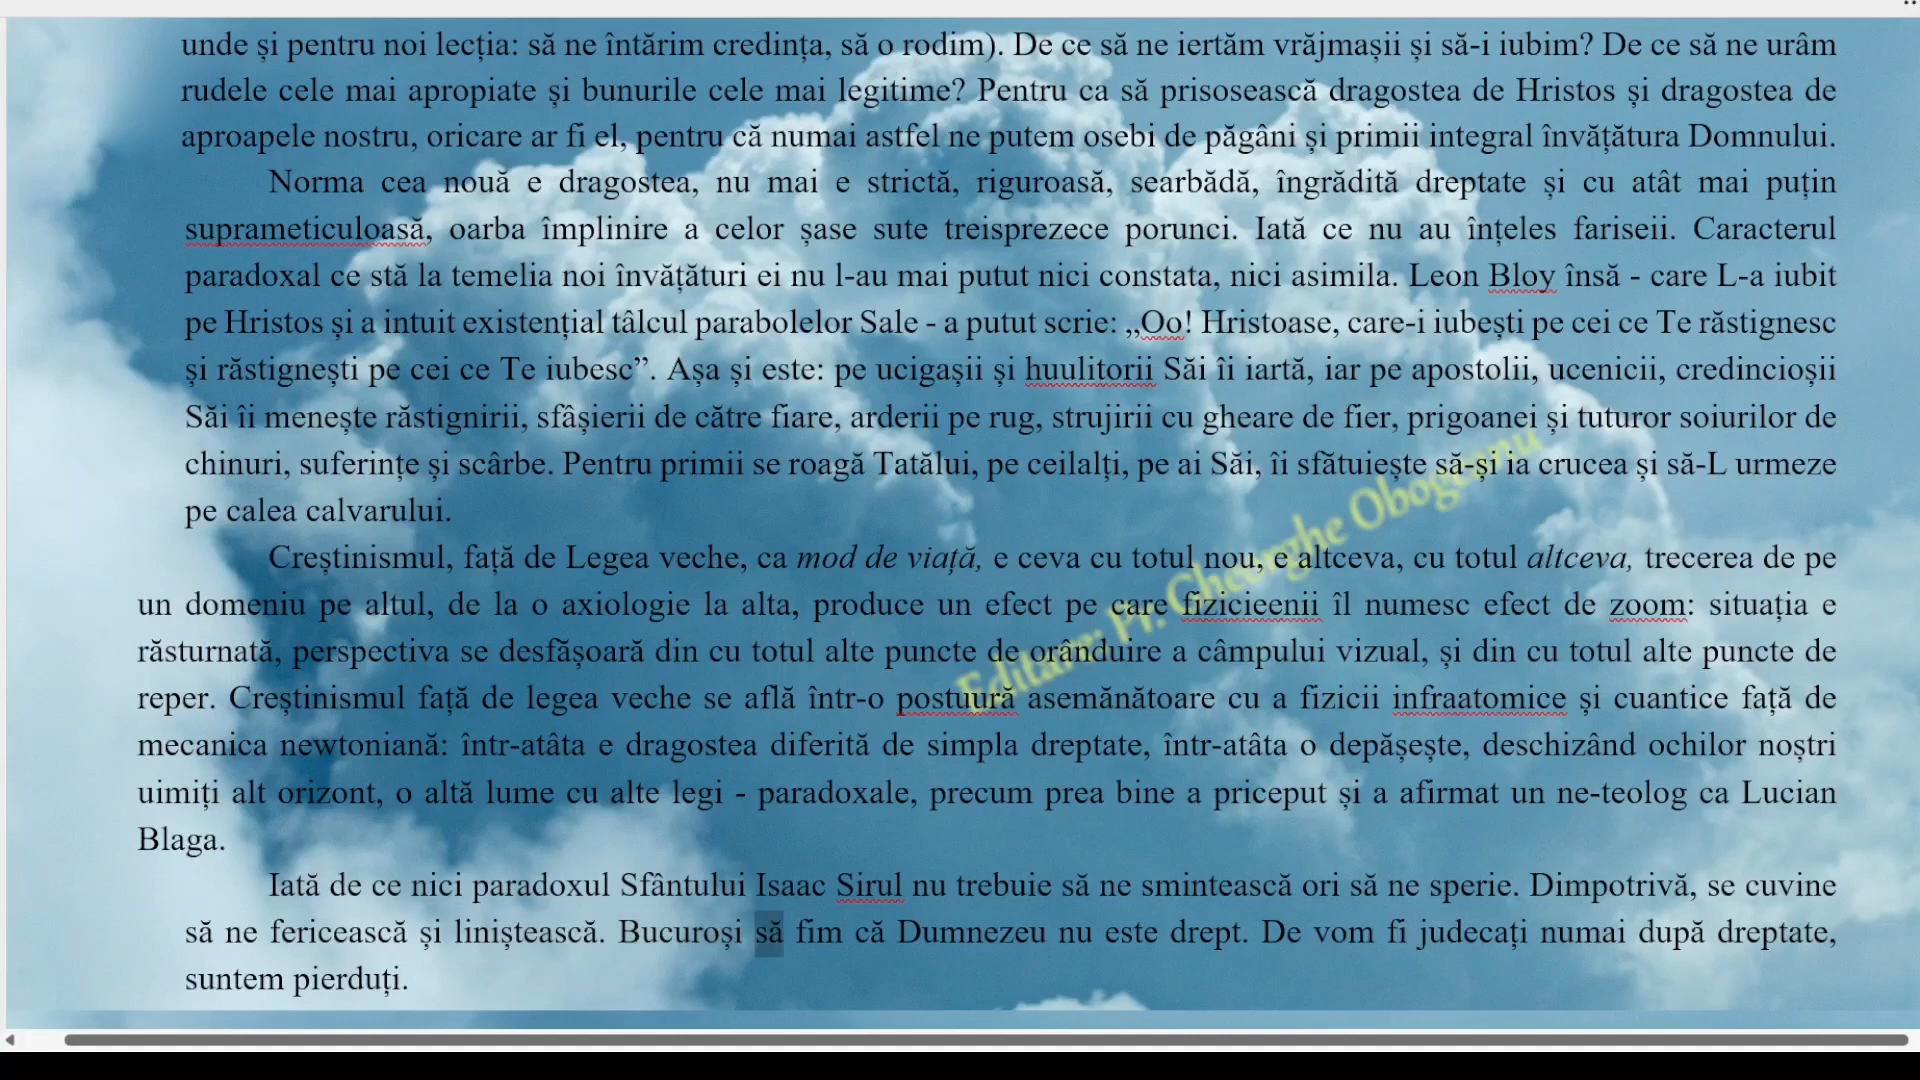 unde și pentru noi lecția: să ne întărim credința, să o rodim). De ce să ne iertăm vrăjmașii și să-i iubim? De ce să ne urâm
rudele cele mai apropiate și bunurile cele mai legitime? Pentru ca să prisosească dragostea de Hristos și dragostea de
aproapele nostru, oricare ar fi el, pentru că numai astfel ne putem osebi de păgâni și primii integral învățătura Domnului.
Norma cea nouă e dragostea, nu mai e strictă, riguroasă, searbădă, îngrădită dreptate și cu atât mai puțin
suprameticuloasă, oarba împlinire a celor șase sute treisprezece porunci. Iată ce nu au înțeles fariseii. Caracterul
paradoxal ce stă la temelia noi învățături ei nu l-au mai putut nici constata, nici asimila. Leon Bloy însă - care L-a iubit
pe Hristos și a intuit existențial tâlcul parabolelor Sale - a putut scrie: „Oo! Hristoase, care-i iubești pe cei ce Te răstignesc
și răstignești pe cei ce Te iubesc”. Așa și este: pe ucigașii și huulitorii Săi îi iartă, iar pe apostolii, ucenicii, credincioșii
Săi îi menește răstignirii, sfâșierii de către fiare, arderii pe rug, strujirii cu gheare de fier, prigoanei și tuturor soiurilor de
chinuri, suferințe și scârbe. Pentru primii se roagă Tatălui, pe ceilalți, pe ai Săi, îi sfătuiește să-și ia crucea și să-L urmeze
pe calea calvarului.
Creștinismul, față de Legea veche, ca mod de viață, e ceva cu totul nou, e altceva, cu totul altceva, trecerea de pe
un domeniu pe altul, de la o axiologie la alta, produce un efect pe care fizicieenii îl numesc efect de zoom: situația e
răsturnată, perspectiva se desfășoară din cu totul alte puncte de orânduire a câmpului vizual, și din cu totul alte puncte de
reper. Creștinismul față de legea veche se află într-o postuură asemănătoare cu a fizicii infraatomice și cuantice față de
mecanica newtoniană: într-atâta e dragostea diferită de simpla dreptate, într-atâta o depășește, deschizând ochilor noștri
uimiți alt orizont, o altă lume cu alte legi - paradoxale, precum prea bine a priceput și a afirmat un ne-teolog ca Lucian
Blaga.
Iată de ce nici paradoxul Sfântului Isaac Sirul nu trebuie să ne smintească ori să ne sperie. Dimpotrivă, se cuvine
să ne fericească și liniștească. Bucuroși să fim că Dumnezeu nu este drept. De vom fi judecați numai după dreptate,
suntem pierduți.
Editare: Pr. Gheorghe Obogeanu